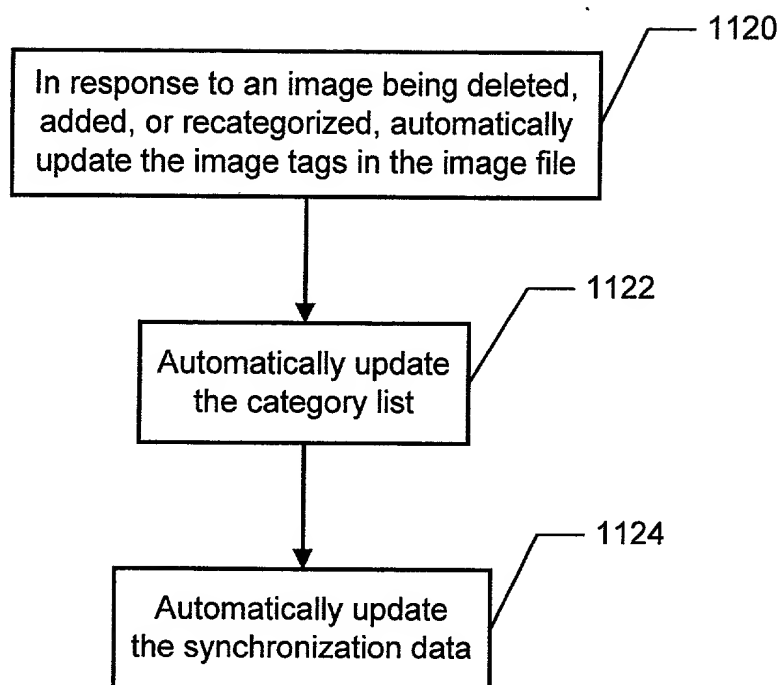 1120
In response to an image being deleted,
added, or recategorized, automatically
update the image tags in the image file
1122
Automatically update
the category list
1124
Automatically update
the synchronization data